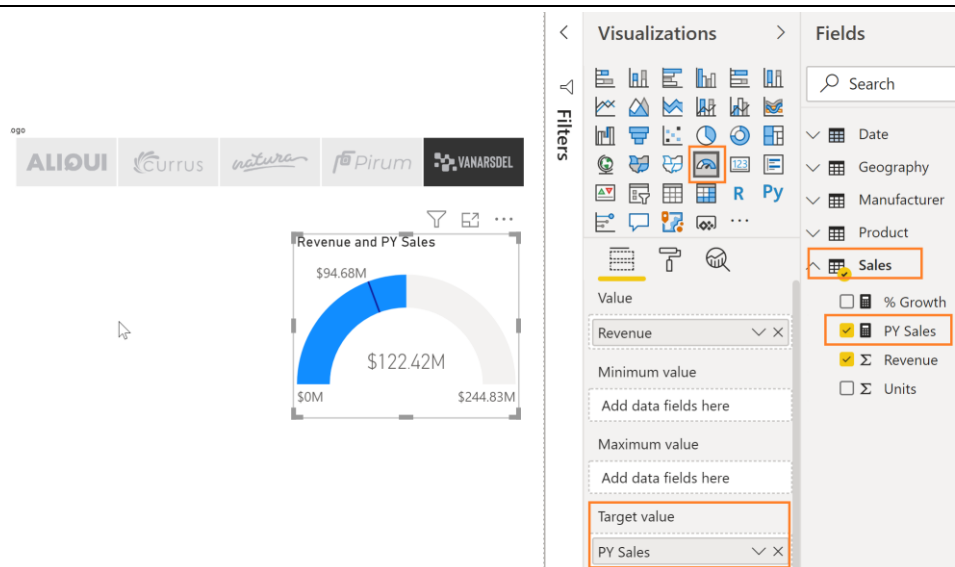 Visualizations
Fields
Search
Filters
ogo
ALIQUI
Currus
natura
Pirum
VANARSDEL
Date
Geography
Manufacturer
Product
Sales
123
R
Py
Revenue and PY Sales
$94.68M
$122.42M
$0M
$244.83M
Value
Revenue
Minimum value
Add data fields here
Maximum value
Add data fields here
Target value
PY Sales
% Growth
PY Sales
Σ Revenue
Σ Units